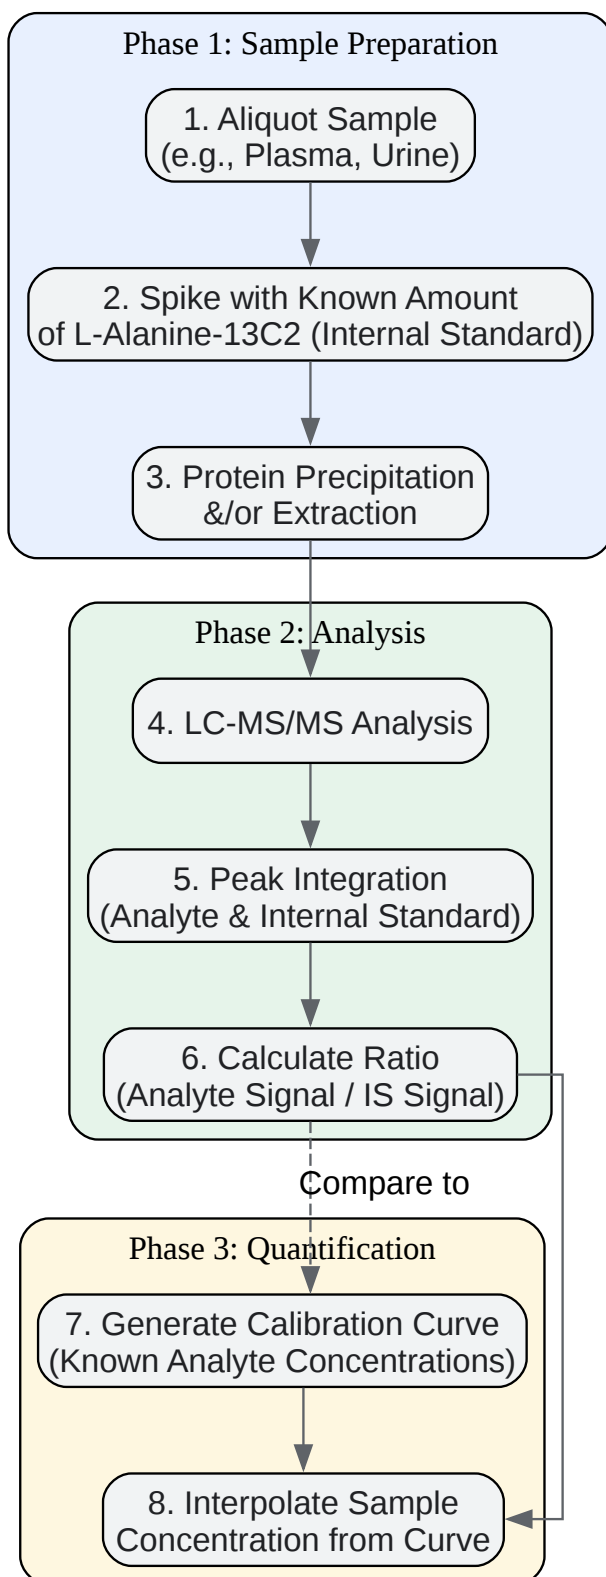 Phase 1: Sample Preparation
1. Aliquot Sample
(e.g., Plasma, Urine)
2. Spike with Known Amount
of L-Alanine-13C2 (Internal Standard)
3. Protein Precipitation
&/or Extraction
Phase 2: Analysis
4. LC-MS/MS Analysis
5. Peak Integration
(Analyte & Internal Standard)
6. Calculate Ratio
(Analyte Signal / IS Signal)
Compare to
Phase 3: Quantification
7. Generate Calibration Curve
(Known Analyte Concentrations)
8. Interpolate Sample
Concentration from Curve